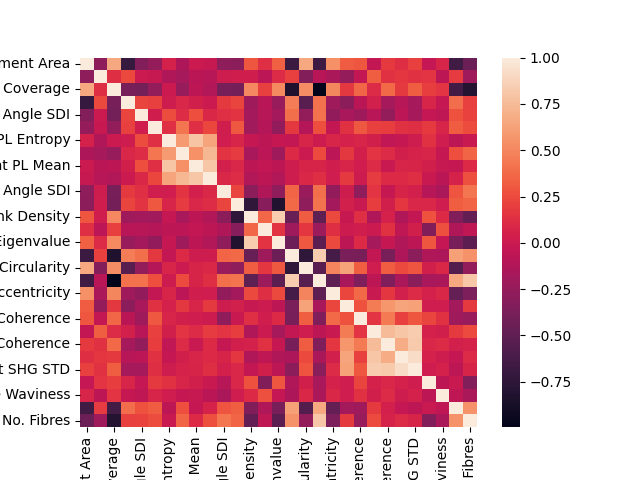 ment Area
Coverage
Angle SDI
PL Entropy
t PL Mean
Angle SDI
nk Density
Eigenvalue
Circularity
ccentricity
Coherence
Coherence
t SHG STD
Waviness
No. Fibres
1.00
0.75
0.50
0.25
0.00
−0.25
−0.50
−0.75
t Area
erage
le SDI
ntropy
Mean
gle SDI
ensity
nvalue
ularity
tricity
erence
erence
G STD
viness
Fibres